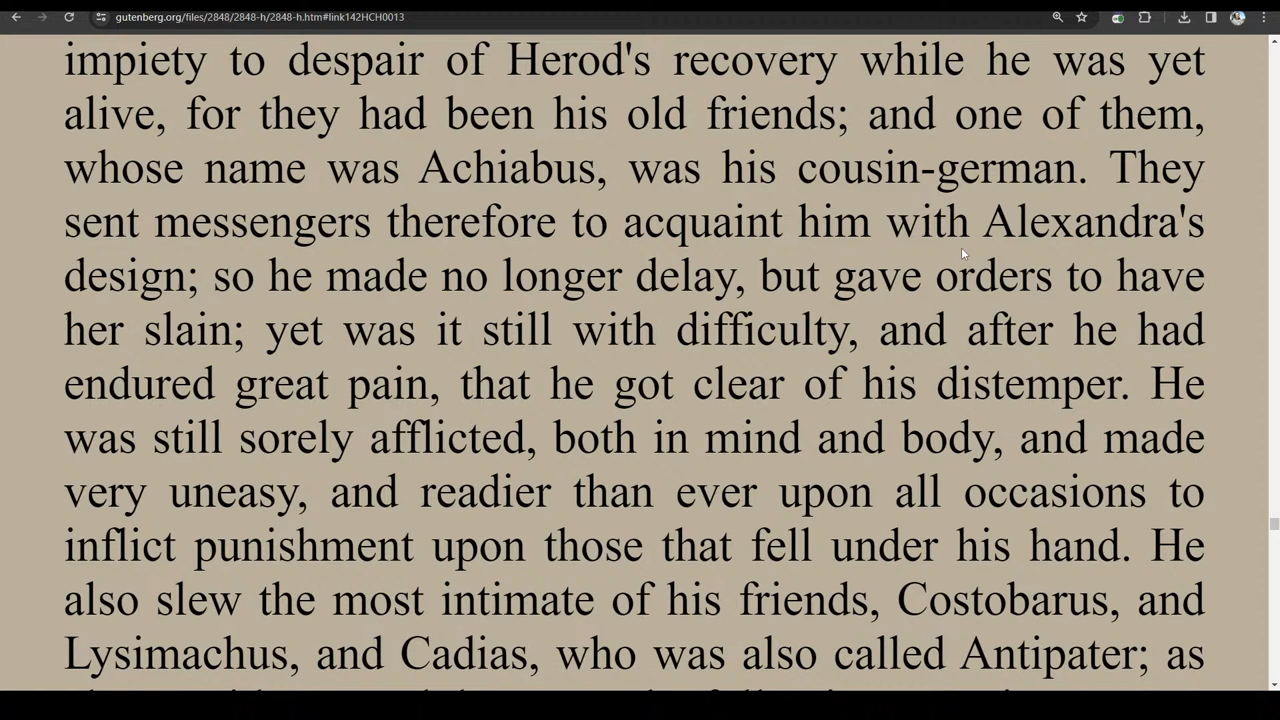 gutenberg.org/files/2848/2848-h/2848-h.htm#link142HCH0013
impiety to despair of Herod's recovery while he was yet
alive, for they had been his old friends; and one of them,
whose name was Achiabus, was his cousin-german. They
sent messengers therefore to acquaint him with Alexandra's
design; so he made no longer delay, but gave orders to have
her slain; yet was it still with difficulty, and after he had
endured great pain, that he got clear of his distemper. He
was still sorely afflicted, both in mind and body, and made
very uneasy, and readier than ever upon all occasions to
inflict punishment upon those that fell under his hand. He
also slew the most intimate of his friends, Costobarus, and
Lysimachus, and Cadias, who was also called Antipater; as